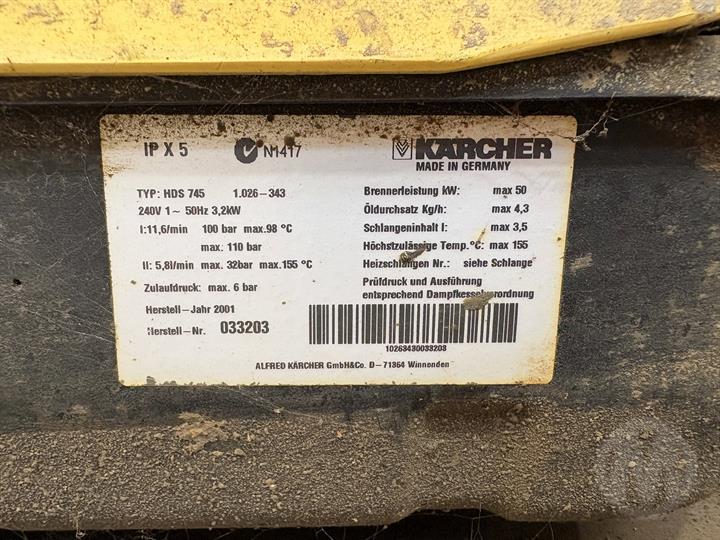 IP X 5 N1417 KÄRCHER
MADE IN GERMANY
TYP: HDS 745 1.026-343
240V 1~ 50Hz 3,2kW
I:11,6/min 100 bar max.98 °C
max. 110 bar
II: 5,8l/min max. 32bar max.155 °C
Zulaufdruck: max. 6 bar
Herstell-Jahr 2001
Herstell-Nr. 033203
Brennerleistung kW: max 50
Öldurchsatz Kg/h: max 4,3
Schlangeninhalt l: max 3,5
Höchstzulässige Temp.°C: max 155
Heizschlangen Nr.: siehe Schlange
Prüfdruck und Ausführung
entsprechend Dampfkesselverordnung
10263430033203
ALFRED KÄRCHER GmbH&Co. D-71364 Winnenden